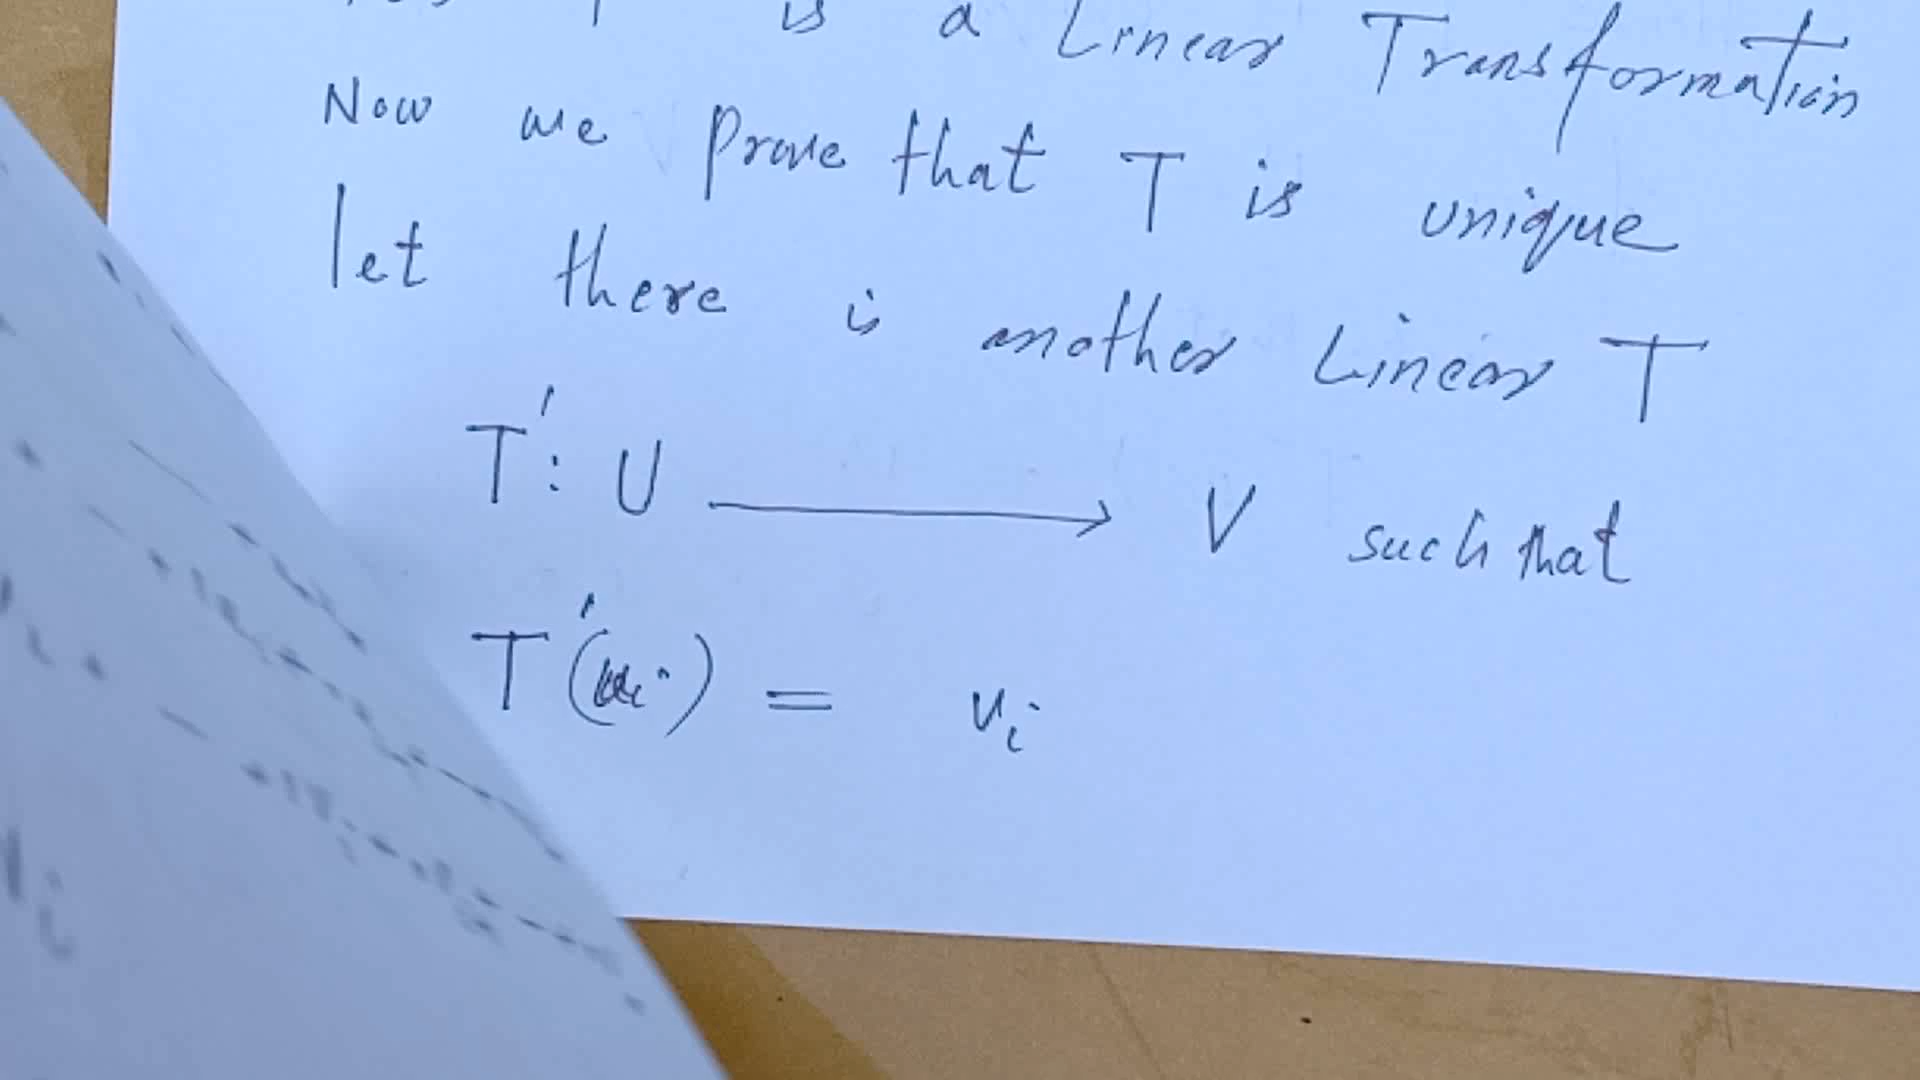 is a Linear Transformation
Now we Prove that T is unique
let there is another Linear T
T': U → V such that
T'(ui) = vi